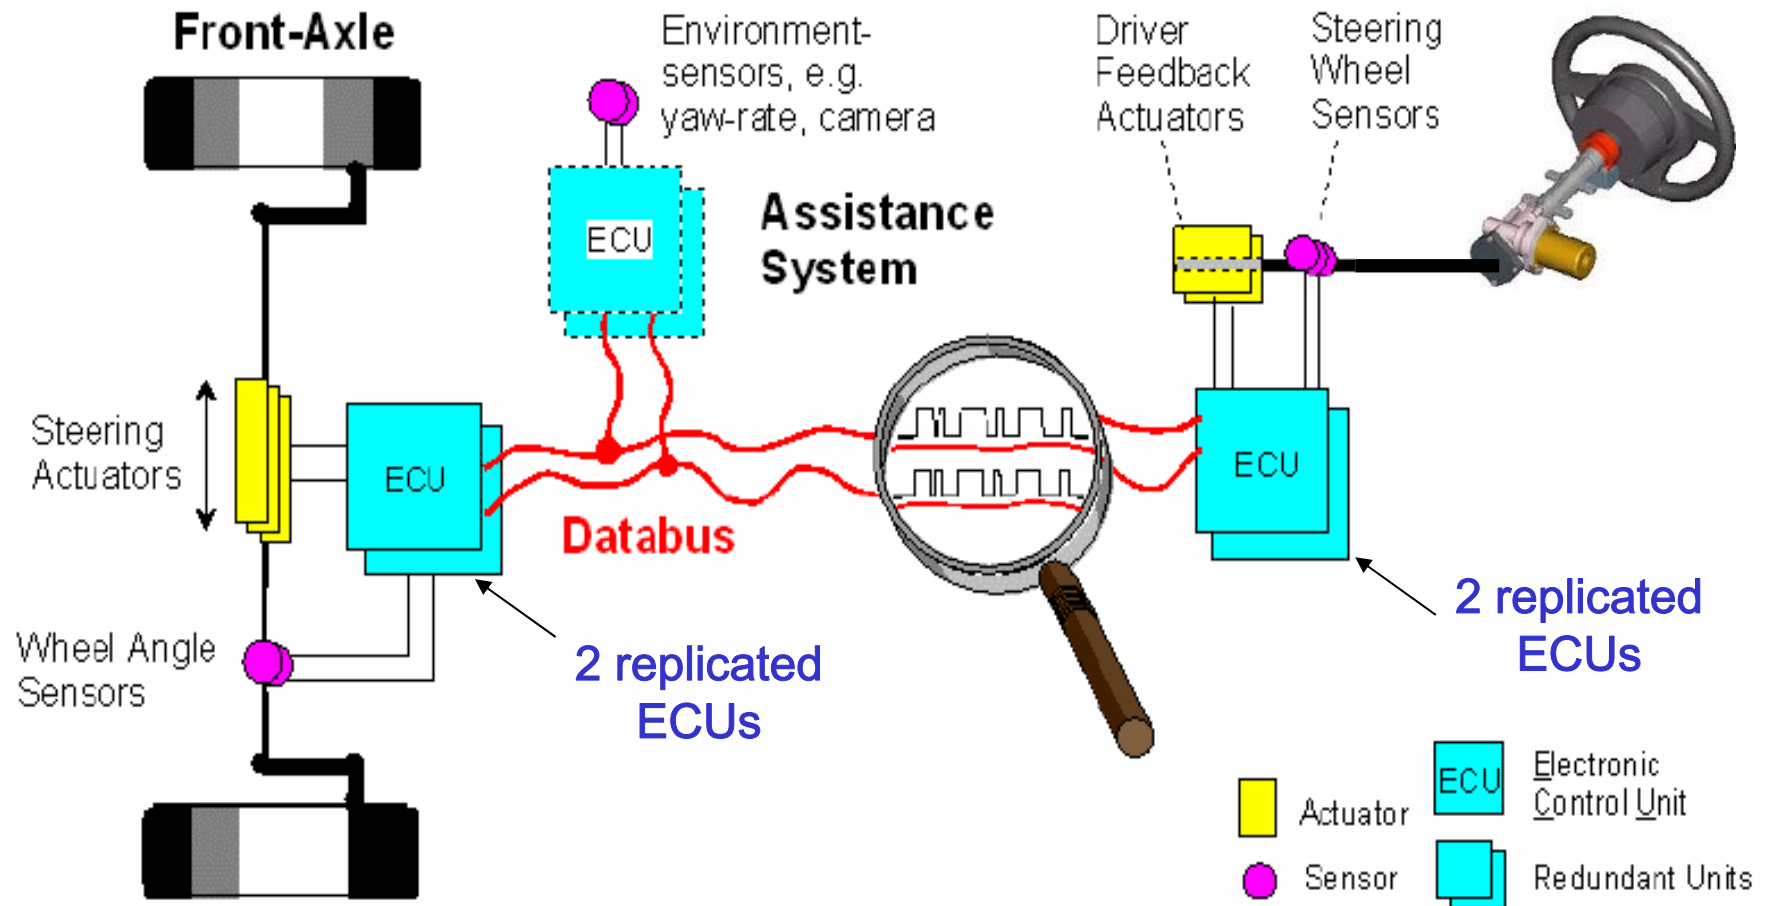 Front-Axle
Environment-
sensors, e.g.
yaw-rate, camera
Driver
Feedback
Actuators
Steering
Wheel
Sensors
ECU
Assistance
System
Steering
Actuators
ECU
Databus
ECU
2 replicated
ECUs
Wheel Angle
Sensors
2 replicated
ECUs
Actuator
ECU
Electronic
Control Unit
Sensor
Redundant Units